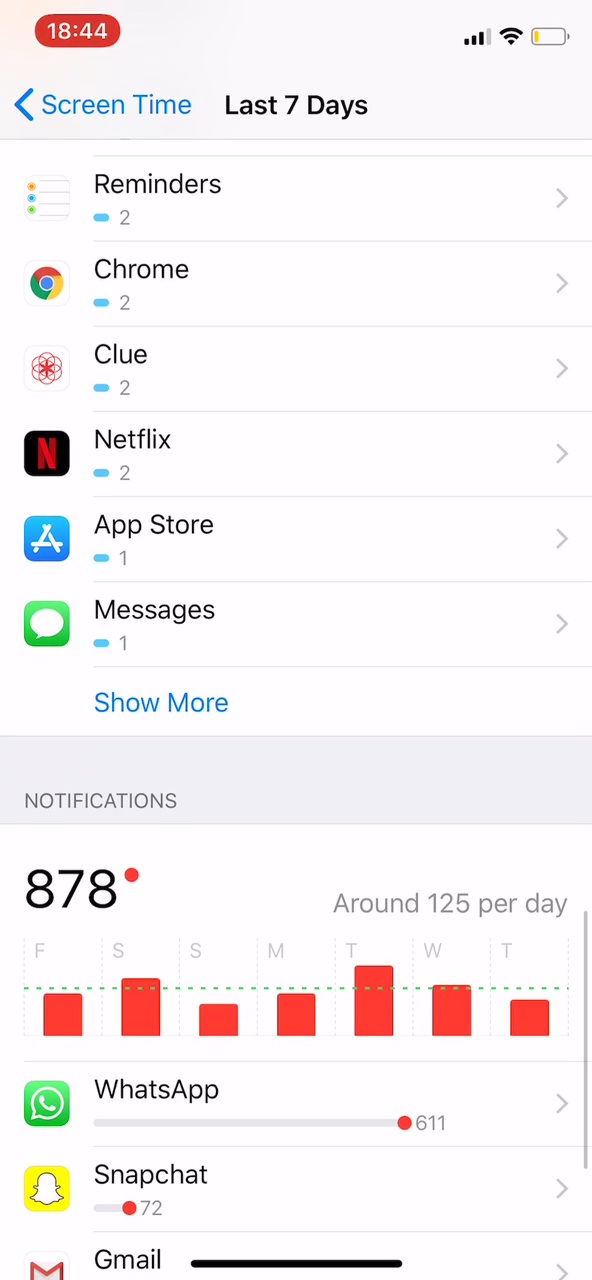 18:44
Screen Time
Last 7 Days
Reminders
2
Chrome
2
Clue
2
Netflix
2
App Store
1
Messages
1
Show More
NOTIFICATIONS
878
Around 125 per day
F S S M T W T
WhatsApp
611
Snapchat
72
Gmail